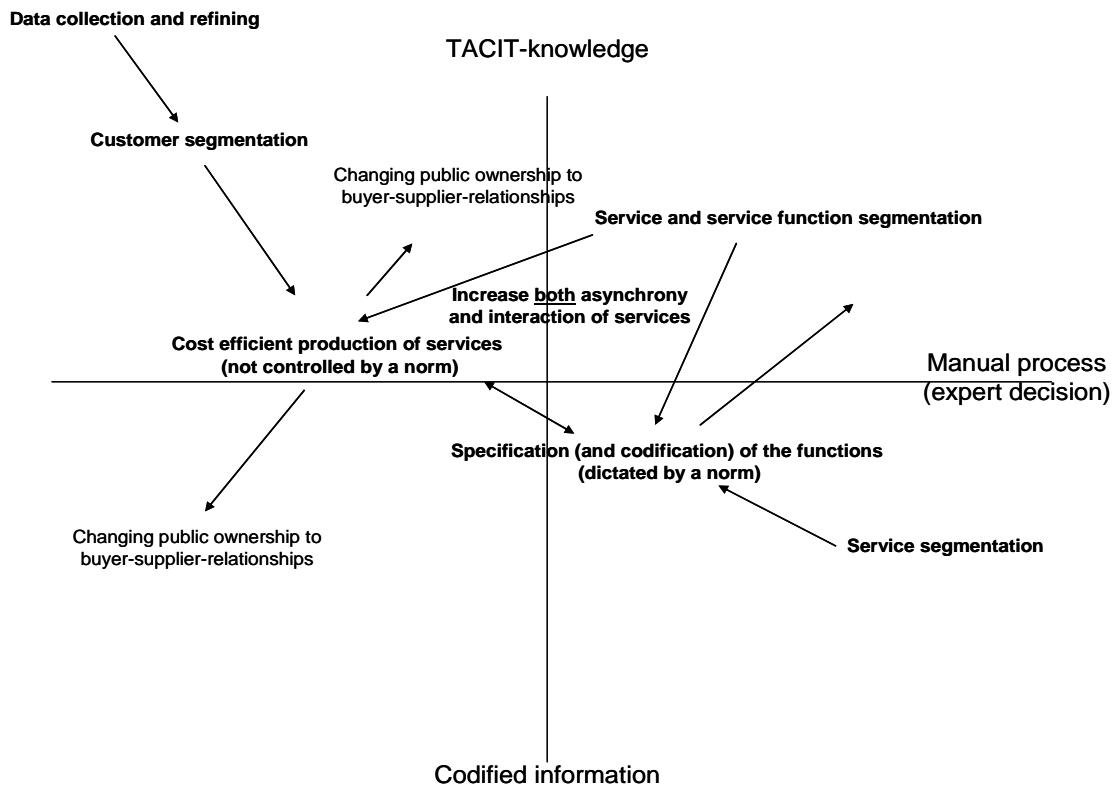 Data collection and refining
TACIT-knowledge
Customer segmentation
Changing public ownership to
buyer-supplier-relationships
Service and service function segmentation
Increase both asynchrony
and interaction of services
Cost efficient production of services
(not controlled by a norm)
Manual process
(expert decision)
Specification (and codification) of the functions
(dictated by a norm)
Changing public ownership to
buyer-supplier-relationships
Service segmentation
Codified information